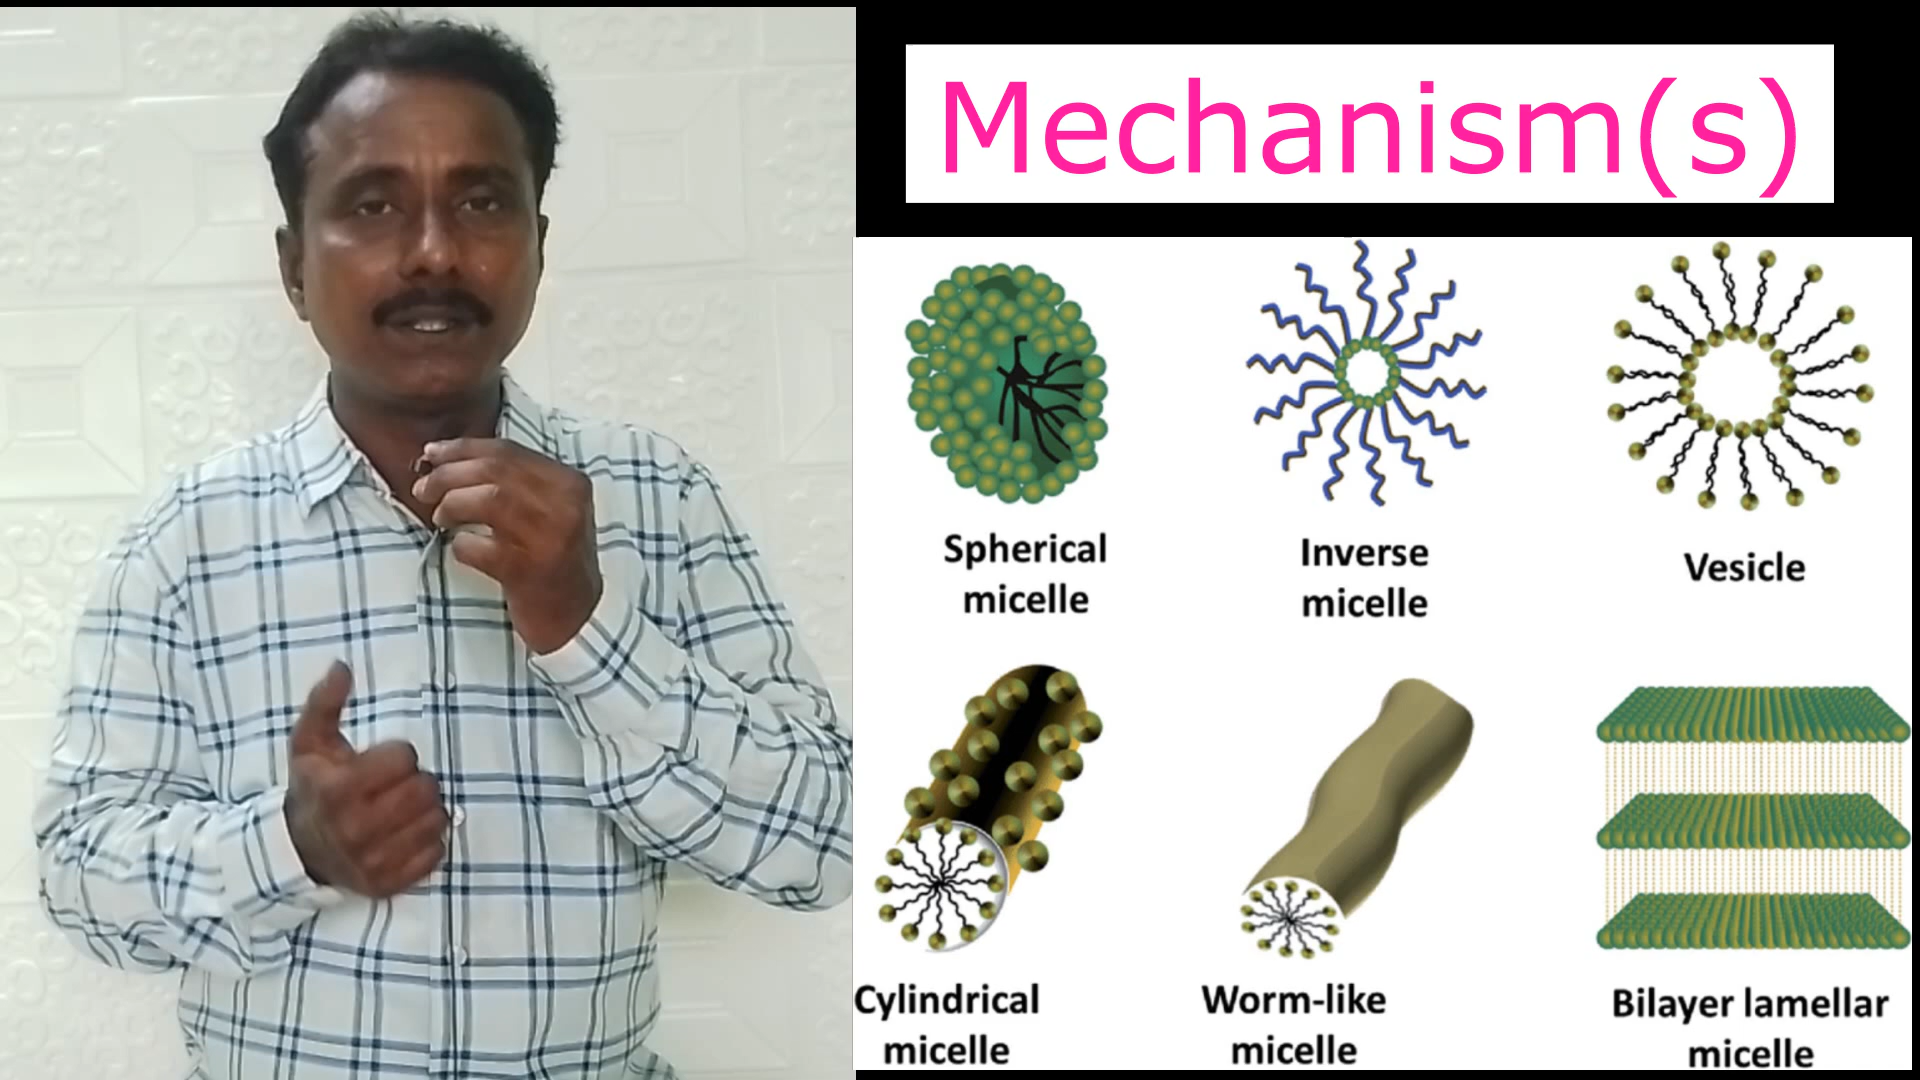 Mechanism(s)
Spherical
micelle
Inverse
micelle
Vesicle
Cylindrical
micelle
Worm-like
micelle
Bilayer lamellar
micelle